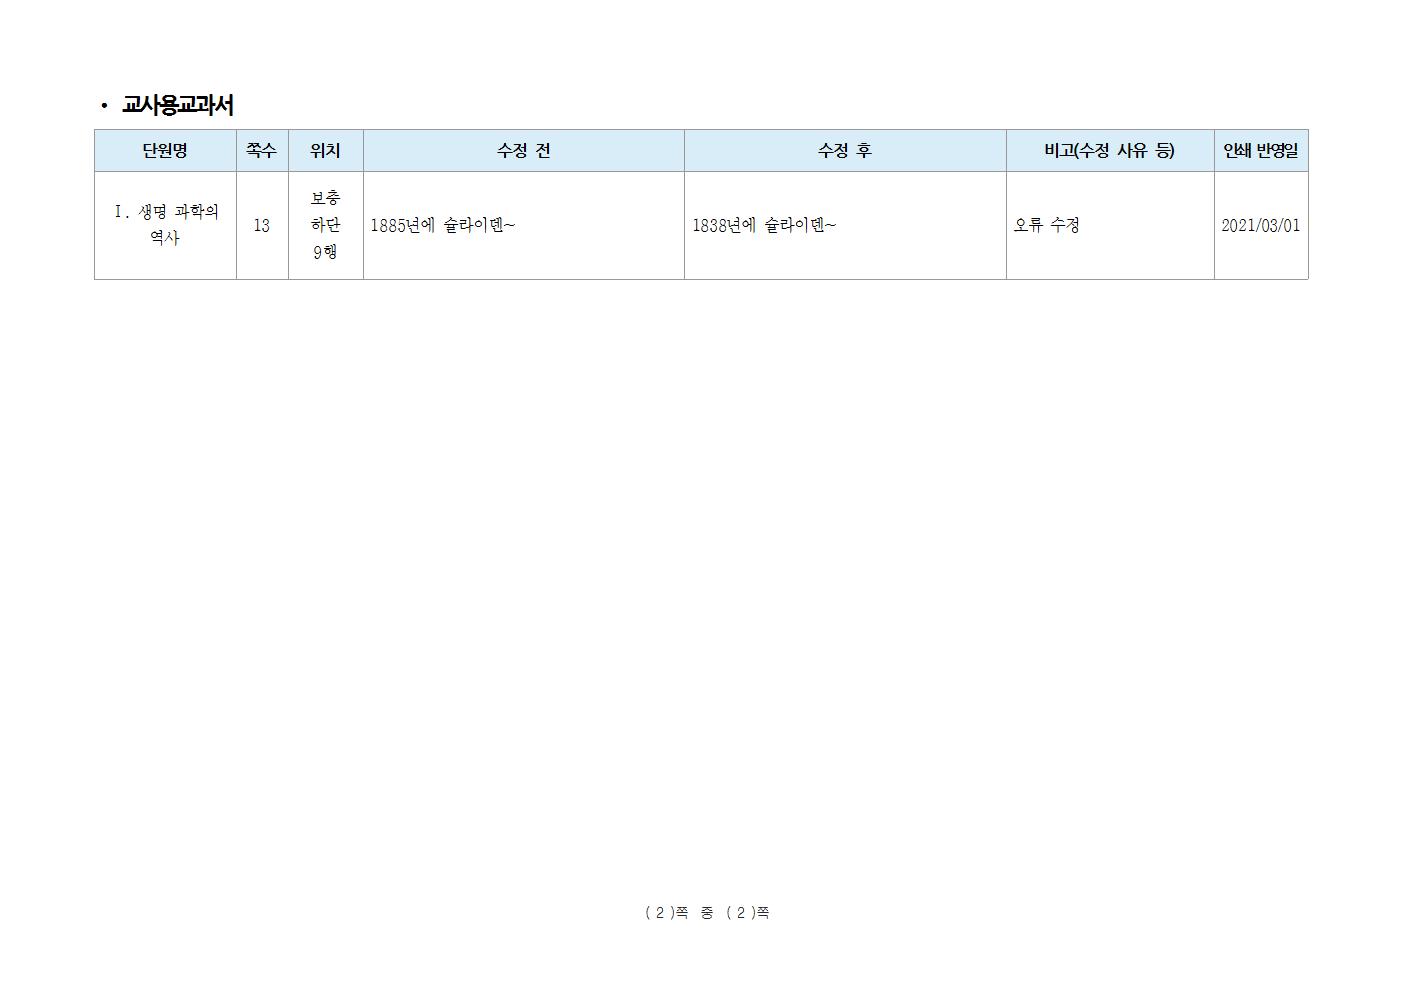 • 교사용교과서
단원명 쪽수 위치 수정 전 수정 후 비고(수정 사유 등) 인쇄 반영일
Ⅰ. 생명 과학의
역사
13
보충
하단
9행
1885년에 슐라이덴~
1838년에 슐라이덴~
오류 수정
2021/03/01
( 2 )쪽 중 ( 2 )쪽